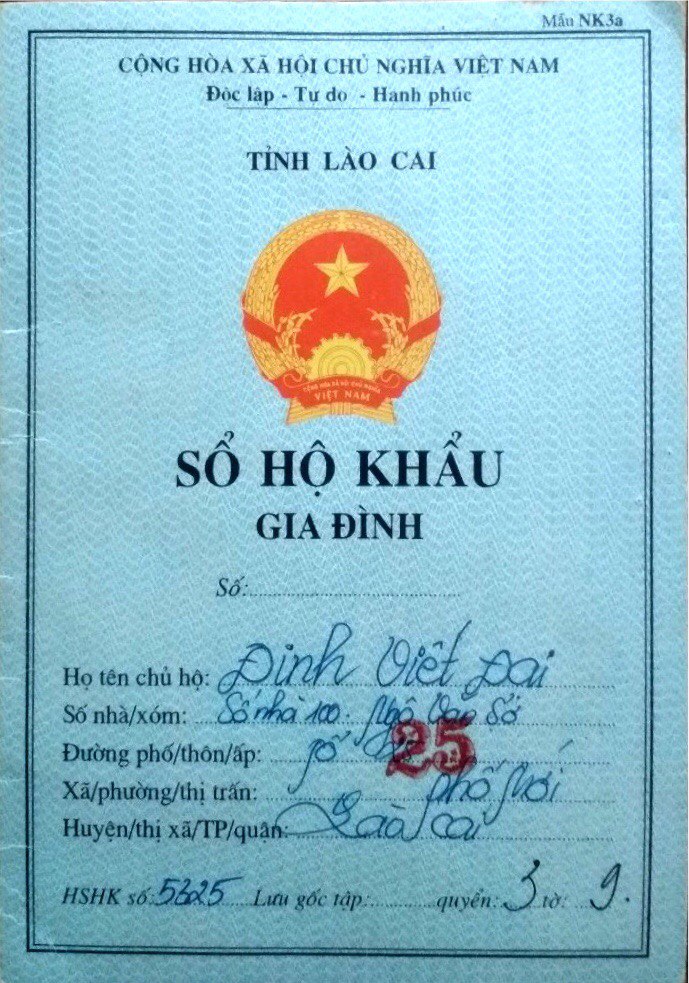 Mẫu NK3a
CỘNG HÒA XÃ HỘI CHỦ NGHĨA VIỆT NAM
Độc lập - Tự do - Hạnh phúc
TỈNH LÀO CAI
CỘNG HÒA XÃ HỘI CHỦ NGHĨA
VIỆT NAM
SỔ HỘ KHẨU
GIA ĐÌNH
Số:
Họ tên chủ hộ: Đinh Viết Đai
Số nhà/xóm: Số nhà 100 - Ngô Văn Sở
Đường phố/thôn/ấp: Tổ 25
Xã/phường/thị trấn: Phố Mới
Huyện/thị xã/TP/quận: Lào Cai
HSHK số: 5325 Lưu gốc tập: quyển: 3 tờ: 9.